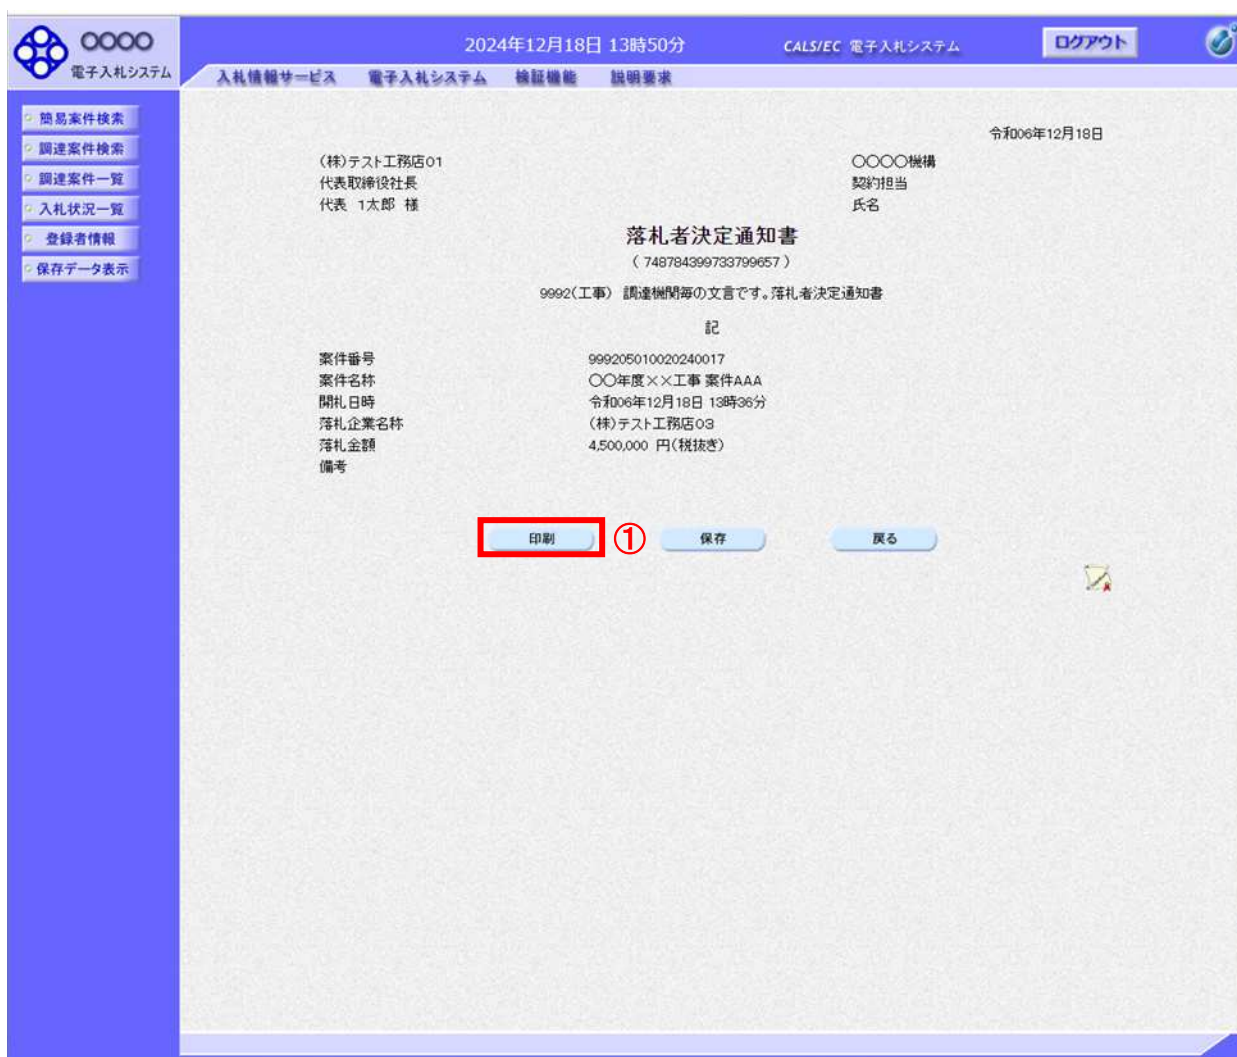 OOOO
電子入札システム
2024年12月18日 13時50分
CALS/EC 電子入札システム
ログアウト
入札情報サービス 電子入札システム 検証機能 説明要求
簡易案件検索
調達案件検索
調達案件一覧
入札状況一覧
登録者情報
保存データ表示
令和06年12月18日
(株)テスト工務店01
代表取締役社長
代表 1太郎 様
〇〇〇〇機構
契約担当
氏名
落札者決定通知書
( 748784399733799657 )
9992(工事) 調達機関毎の文言です。落札者決定通知書
記
案件番号 999205010020240017
案件名称 〇〇年度××工事 案件AAA
開札日時 令和06年12月18日 13時36分
落札企業名称 (株)テスト工務店03
落札金額 4,500,000 円(税抜き)
備考
印刷 ① 保存 戻る